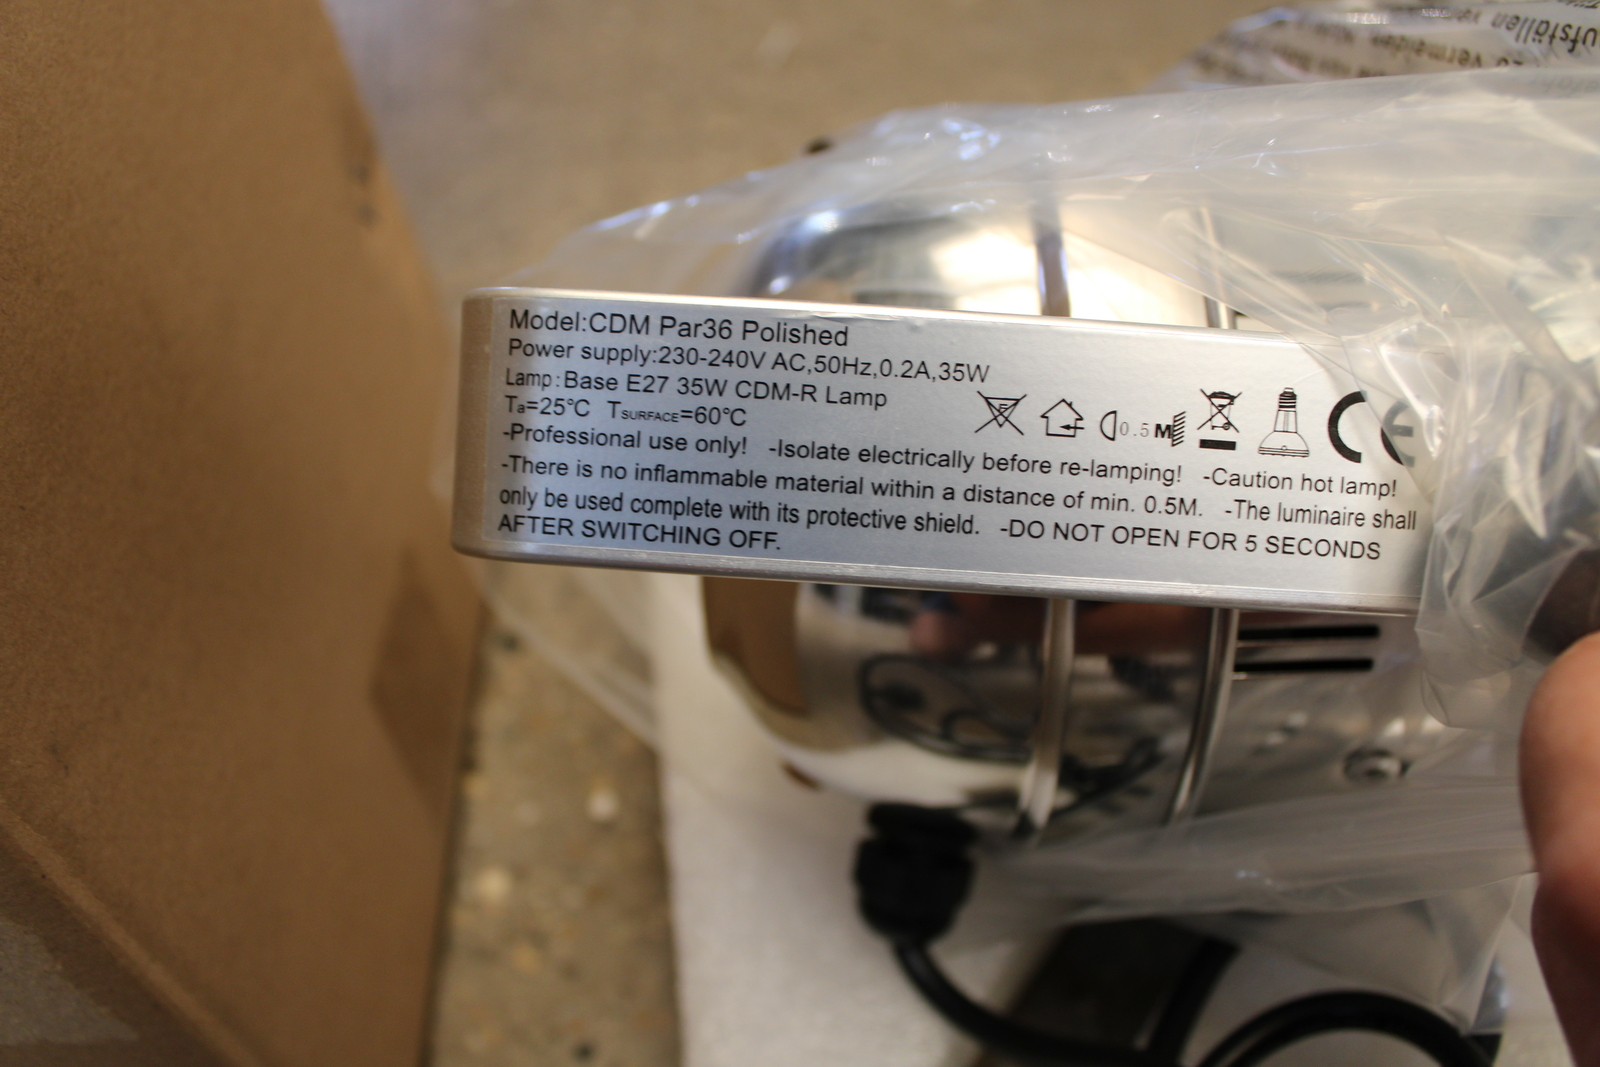 Model:CDM Par36 Polished
Power supply:230-240V AC,50Hz,0.2A,35W
Lamp:Base E27 35W CDM-R Lamp
Ta=25°C TSURFACE=60°C
F 0.5M CE
-Professional use only! -Isolate electrically before re-lamping! -Caution hot lamp!
-There is no inflammable material within a distance of min. 0.5M. -The luminaire shall
only be used complete with its protective shield. -DO NOT OPEN FOR 5 SECONDS
AFTER SWITCHING OFF.
vermeiden